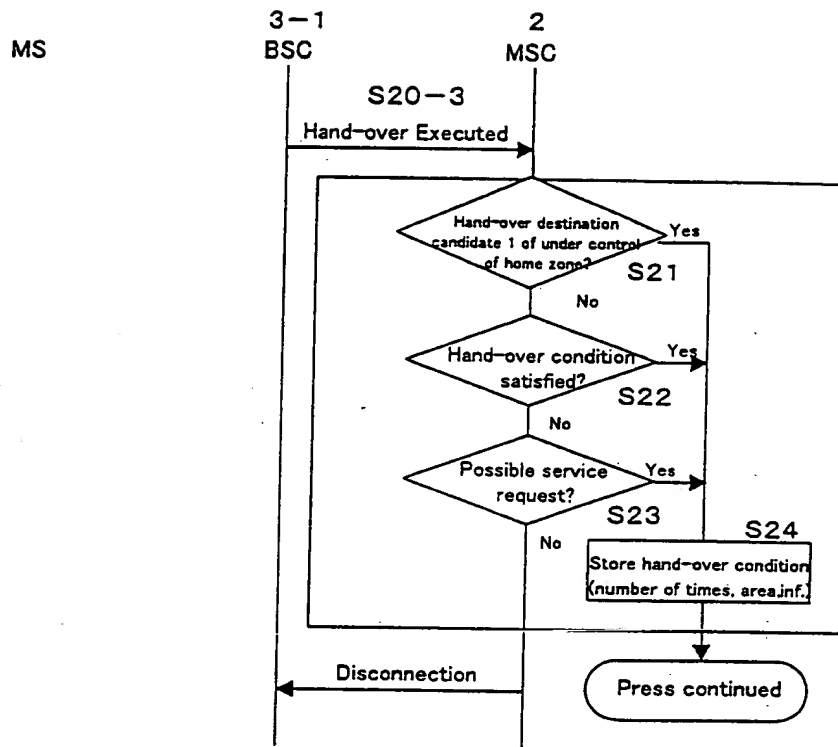 3-1
2
MS
BSC
MSC
S20-3
Hand-over Executed
Hand-over destination
candidate 1 of under control
of home zone?
Yes
S21
No
Hand-over condition
satisfied?
Yes
S22
No
Possible service
request?
Yes
S23
No
S24
Store hand-over condition
(number of times, area.inf.)
Disconnection
Press continued